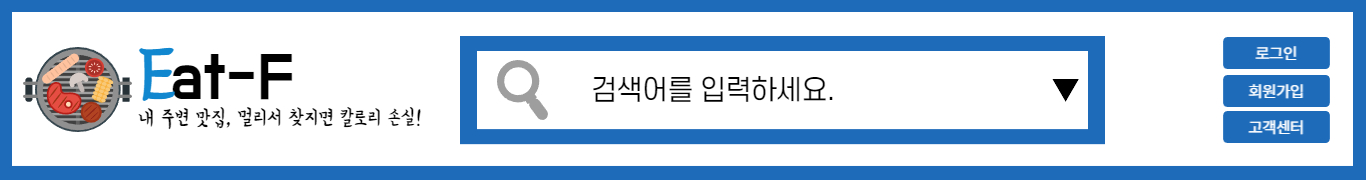 Eat-F
내 주변 맛집, 멀리서 찾지면 칼로리 손실!
검색어를 입력하세요.
로그인
회원가입
고객센터